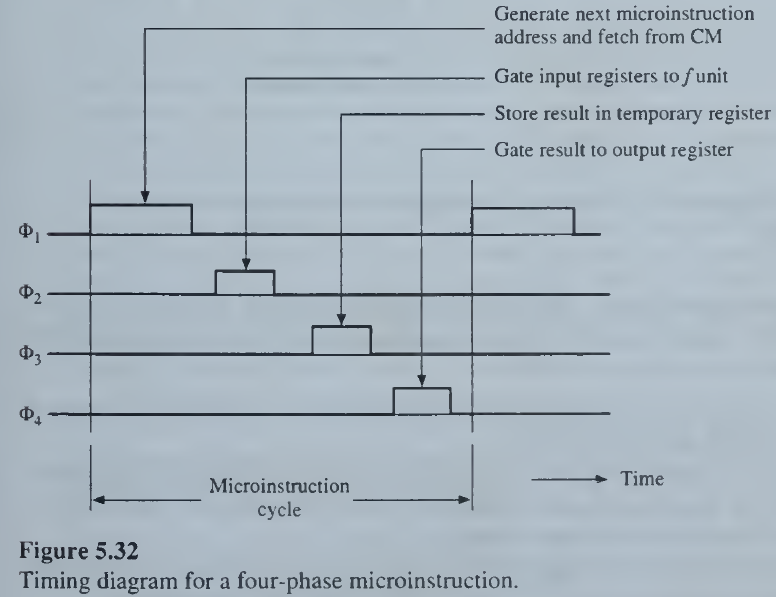 Generate next microinstruction
address and fetch from CM
Gate input registers to f unit
Store result in temporary register
Gate result to output register
Φ1
Φ2
Φ3
Φ4
Microinstruction
cycle
Time
Figure 5.32
Timing diagram for a four-phase microinstruction.